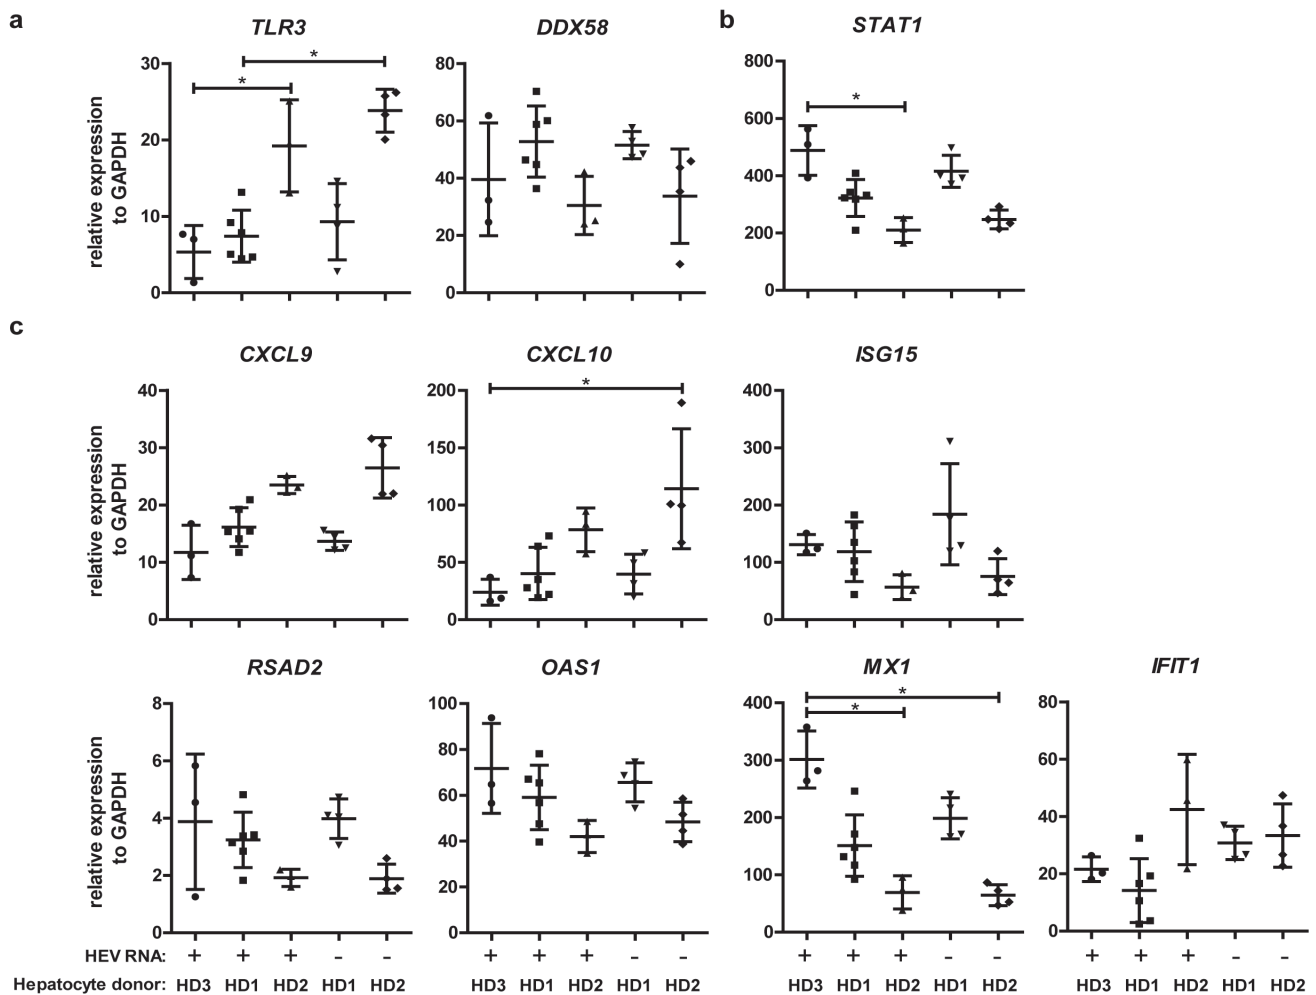 a
TLR3
DDX58
b
STAT1
relative expression
to GAPDH
30
20
10
0
*
*
80
60
40
20
0
800
600
400
200
0
*
c
CXCL9
CXCL10
ISG15
relative expression
to GAPDH
40
30
20
10
0
200
150
100
50
0
*
400
300
200
100
0
RSAD2
OAS1
MX1
IFIT1
relative expression
to GAPDH
8
6
4
2
0
100
80
60
40
20
0
400
300
200
100
0
*
*
80
60
40
20
0
HEV RNA: + + + - - + + + - - + + + - - + + + - -
Hepatocyte donor: HD3 HD1 HD2 HD1 HD2 HD3 HD1 HD2 HD1 HD2 HD3 HD1 HD2 HD1 HD2 HD3 HD1 HD2 HD1 HD2